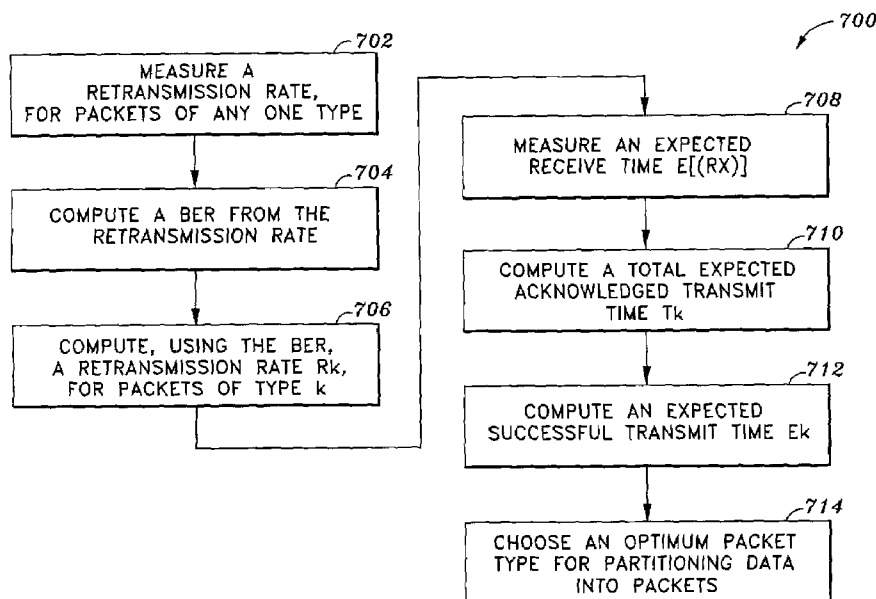 700
702
MEASURE A
RETRANSMISSION RATE,
FOR PACKETS OF ANY ONE TYPE
704
COMPUTE A BER FROM THE
RETRANSMISSION RATE
706
COMPUTE, USING THE BER,
A RETRANSMISSION RATE Rk,
FOR PACKETS OF TYPE k
708
MEASURE AN EXPECTED
RECEIVE TIME E[(RX)]
710
COMPUTE A TOTAL EXPECTED
ACKNOWLEDGED TRANSMIT
TIME Tk
712
COMPUTE AN EXPECTED
SUCCESSFUL TRANSMIT TIME Ek
714
CHOOSE AN OPTIMUM PACKET
TYPE FOR PARTITIONING DATA
INTO PACKETS